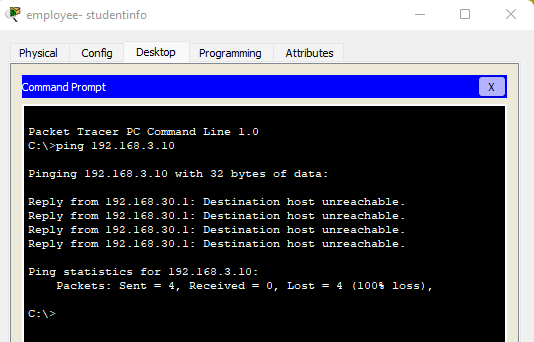 employee- studentinfo
Physical Config Desktop Programming Attributes
Command Prompt X
Packet Tracer PC Command Line 1.0
C:\>ping 192.168.3.10
Pinging 192.168.3.10 with 32 bytes of data:
Reply from 192.168.30.1: Destination host unreachable.
Reply from 192.168.30.1: Destination host unreachable.
Reply from 192.168.30.1: Destination host unreachable.
Reply from 192.168.30.1: Destination host unreachable.
Ping statistics for 192.168.3.10:
    Packets: Sent = 4, Received = 0, Lost = 4 (100% loss),
C:\>